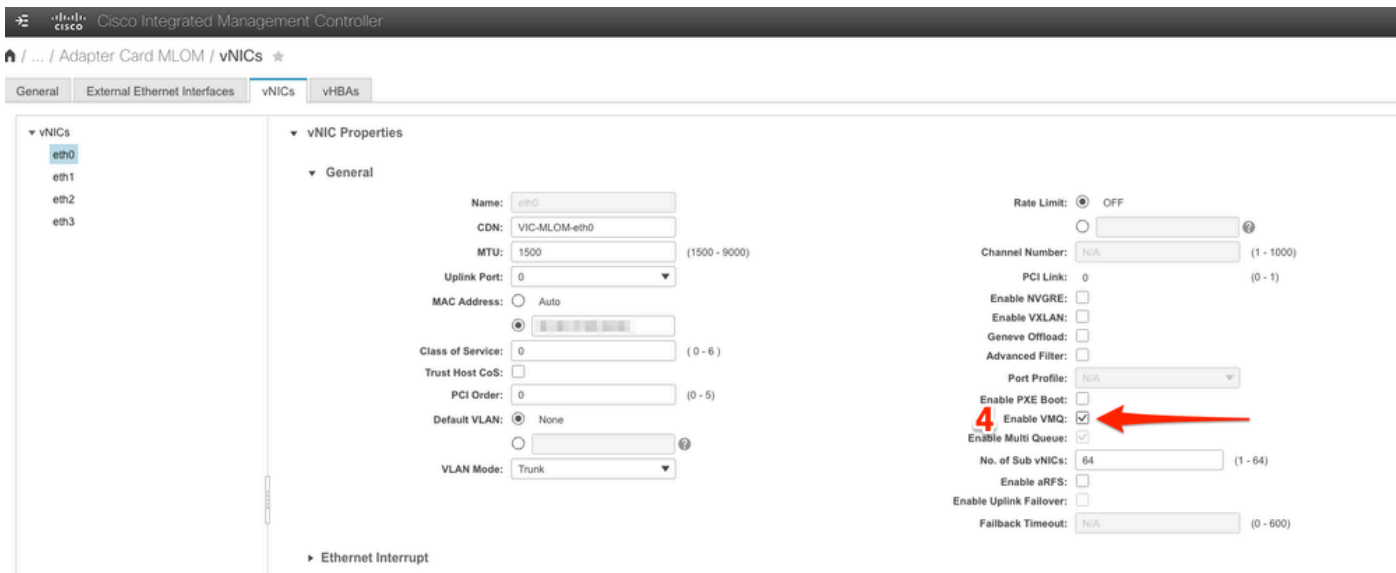 cisco Cisco Integrated Management Controller
/ ... / Adapter Card MLOM / vNICs
General External Ethernet Interfaces vNICs vHBAs
vNICs
eth0
eth1
eth2
eth3
vNIC Properties
General
Name: eth0
CDN: VIC-MLOM-eth0
MTU: 1500 (1500 - 9000)
Uplink Port: 0
MAC Address: Auto
Class of Service: 0 ( 0 - 6 )
Trust Host CoS:
PCI Order: 0 (0 - 5)
Default VLAN: None
?
VLAN Mode: Trunk
Rate Limit: OFF
?
Channel Number: N/A (1 - 1000)
PCI Link: 0 (0 - 1)
Enable NVGRE:
Enable VXLAN:
Geneve Offload:
Advanced Filter:
Port Profile: N/A
Enable PXE Boot:
4 Enable VMQ:
Enable Multi Queue:
No. of Sub vNICs: 64 (1 - 64)
Enable aRFS:
Enable Uplink Failover:
Failback Timeout: N/A (0 - 600)
Ethernet Interrupt